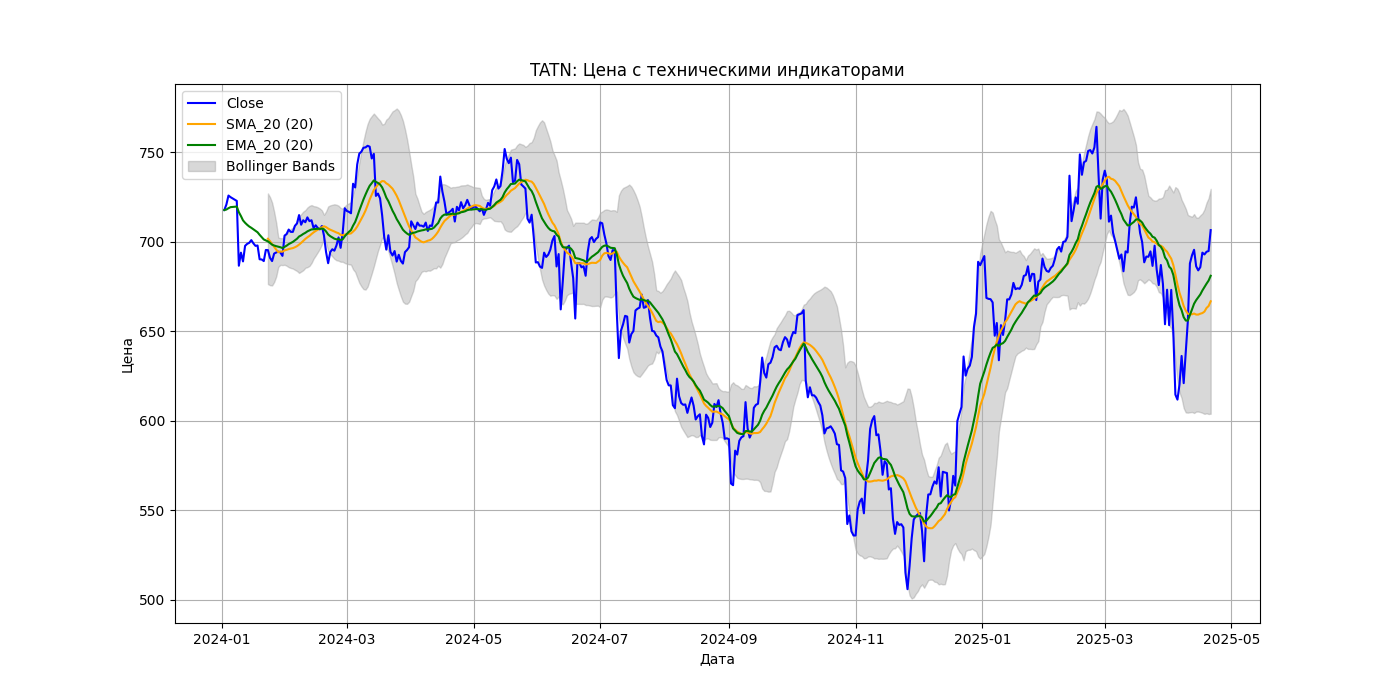 TATN: Цена с техническими индикаторами
Close
SMA_20 (20)
EMA_20 (20)
Bollinger Bands
Цена
750
700
650
600
550
500
2024-01 2024-03 2024-05 2024-07 2024-09 2024-11 2025-01 2025-03 2025-05
Дата